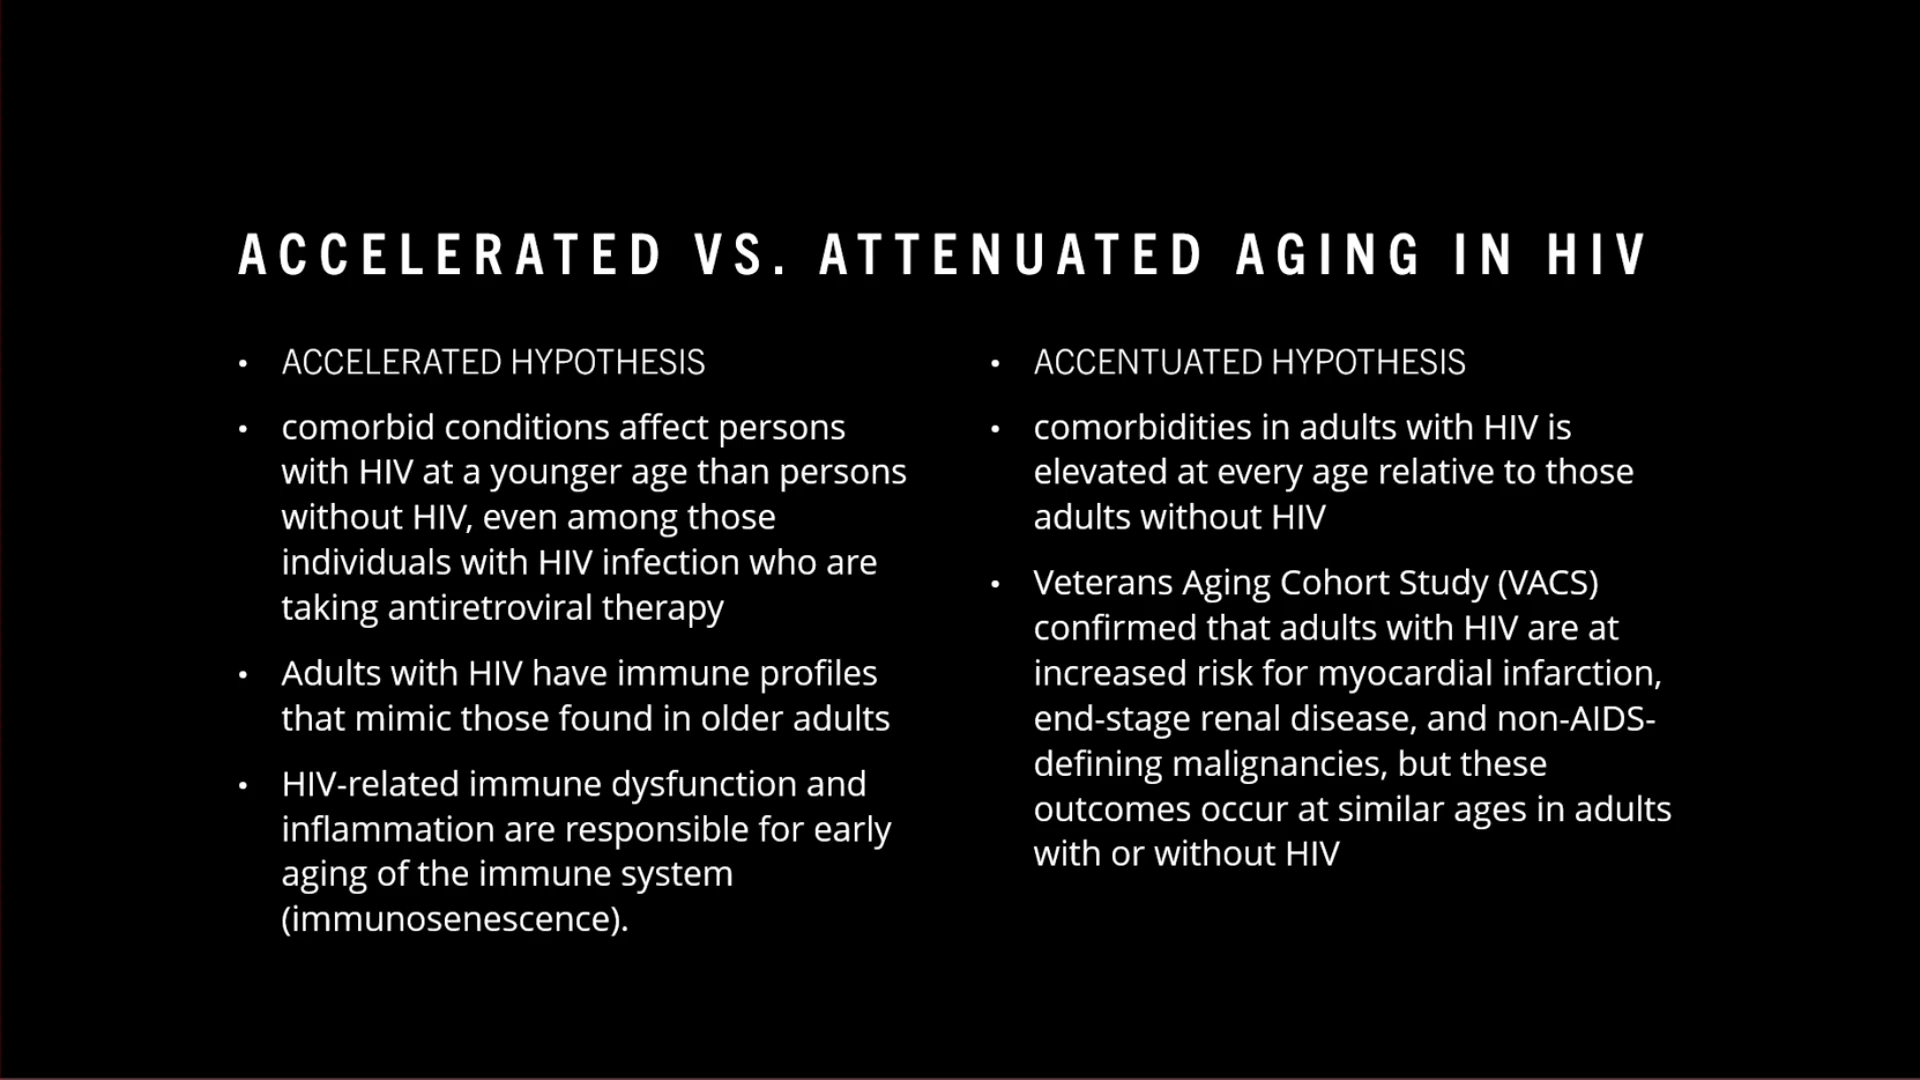 ACCELERATED VS. ATTENUATED AGING IN HIV
• ACCELERATED HYPOTHESIS
• comorbid conditions affect persons
with HIV at a younger age than persons
without HIV, even among those
individuals with HIV infection who are
taking antiretroviral therapy
• Adults with HIV have immune profiles
that mimic those found in older adults
• HIV-related immune dysfunction and
inflammation are responsible for early
aging of the immune system
(immunosenescence).
• ACCENTUATED HYPOTHESIS
• comorbidities in adults with HIV is
elevated at every age relative to those
adults without HIV
• Veterans Aging Cohort Study (VACS)
confirmed that adults with HIV are at
increased risk for myocardial infarction,
end-stage renal disease, and non-AIDS-
defining malignancies, but these
outcomes occur at similar ages in adults
with or without HIV